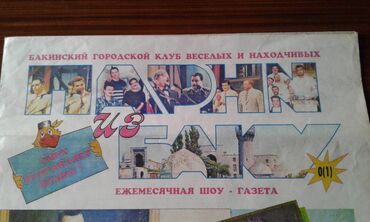 БАКИНСКИЙ ГОРОДСКОЙ КЛУБ ВЕСЕЛЫХ И НАХОДЧИВЫХ
ПАРНИ
ИЗ
БАКУ
0(1)
ЕЖЕМЕСЯЧНАЯ ШОУ - ГАЗЕТА